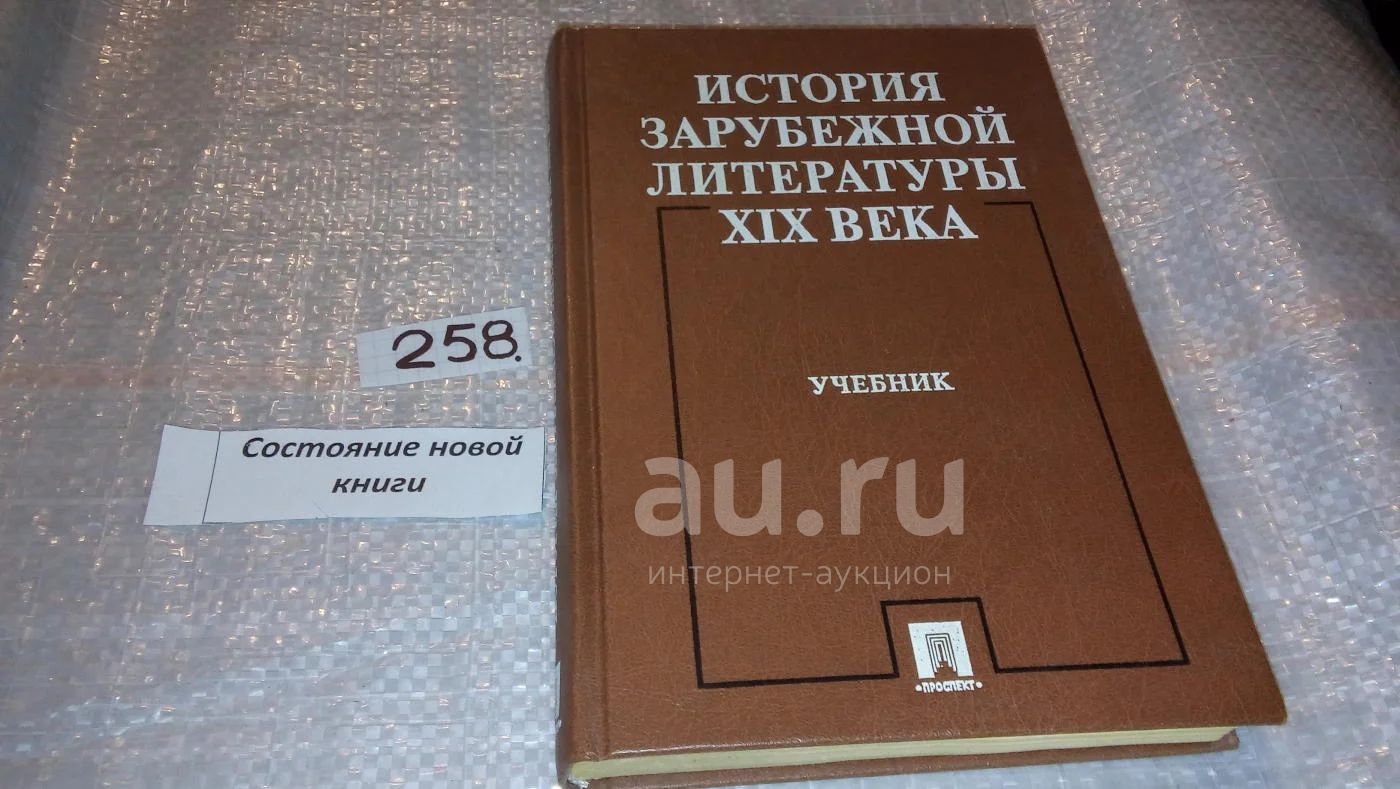 ИСТОРИЯ
ЗАРУБЕЖНОЙ
ЛИТЕРАТУРЫ
XIX ВЕКА
УЧЕБНИК
258.
Состояние новой
книги
au.ru
интернет-аукцион
•ПРОСПЕКТ•